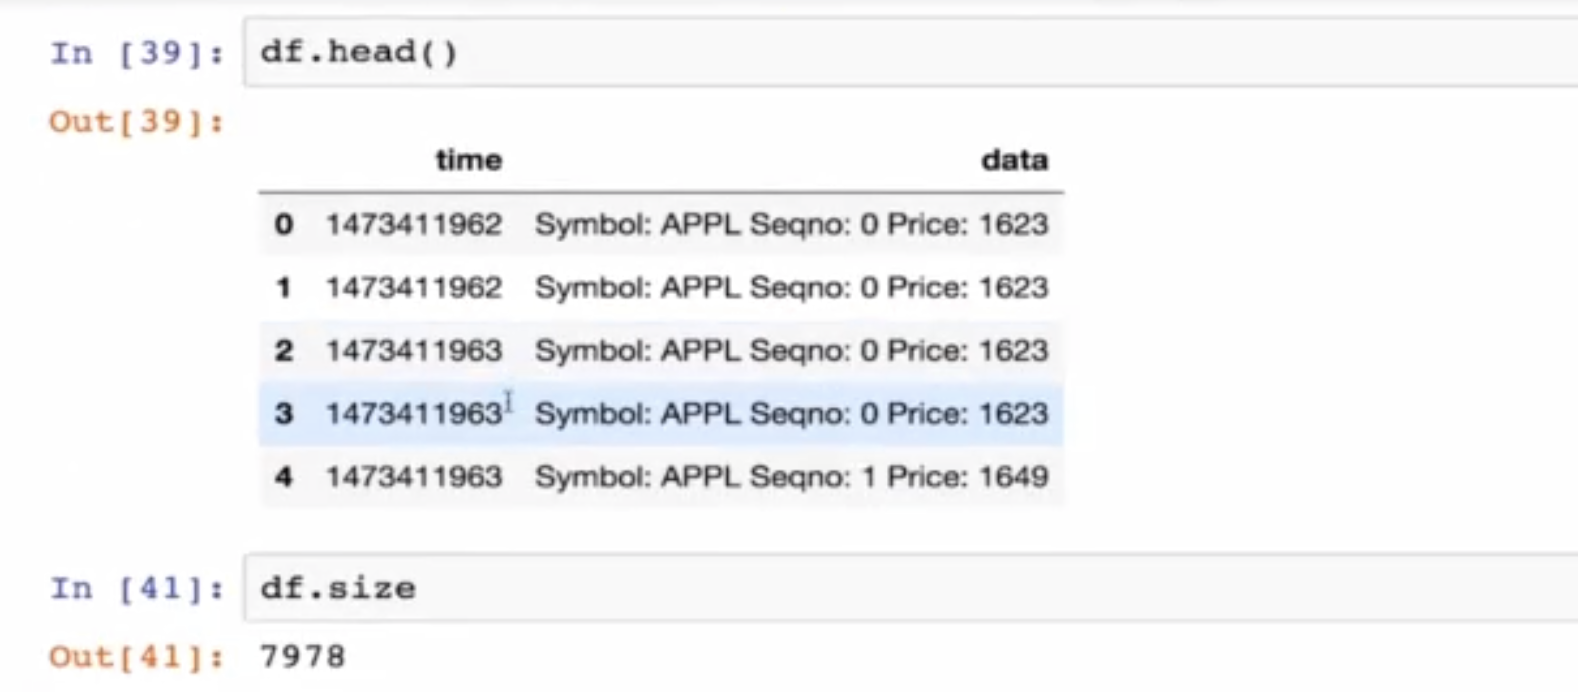 In [39]: df.head()
Out[39]:
time data
0 1473411962 Symbol: APPL Seqno: 0 Price: 1623
1 1473411962 Symbol: APPL Seqno: 0 Price: 1623
2 1473411963 Symbol: APPL Seqno: 0 Price: 1623
3 1473411963 Symbol: APPL Seqno: 0 Price: 1623
4 1473411963 Symbol: APPL Seqno: 1 Price: 1649
In [41]: df.size
Out[41]: 7978